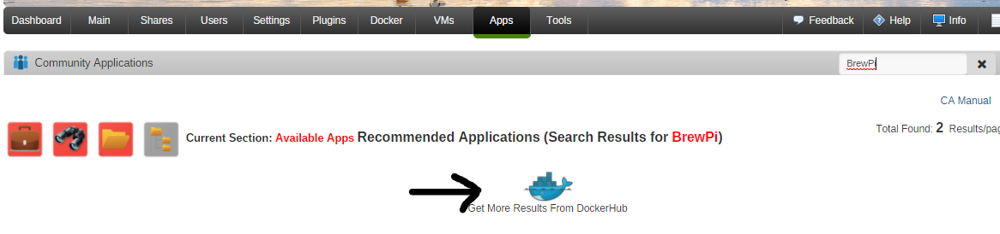 Dashboard Main Shares Users Settings Plugins Docker VMs Apps Tools Feedback Help Info
Community Applications BrewPi
CA Manual
Current Section: Available Apps Recommended Applications (Search Results for BrewPi) Total Found: 2 Results/pag
Get More Results From DockerHub